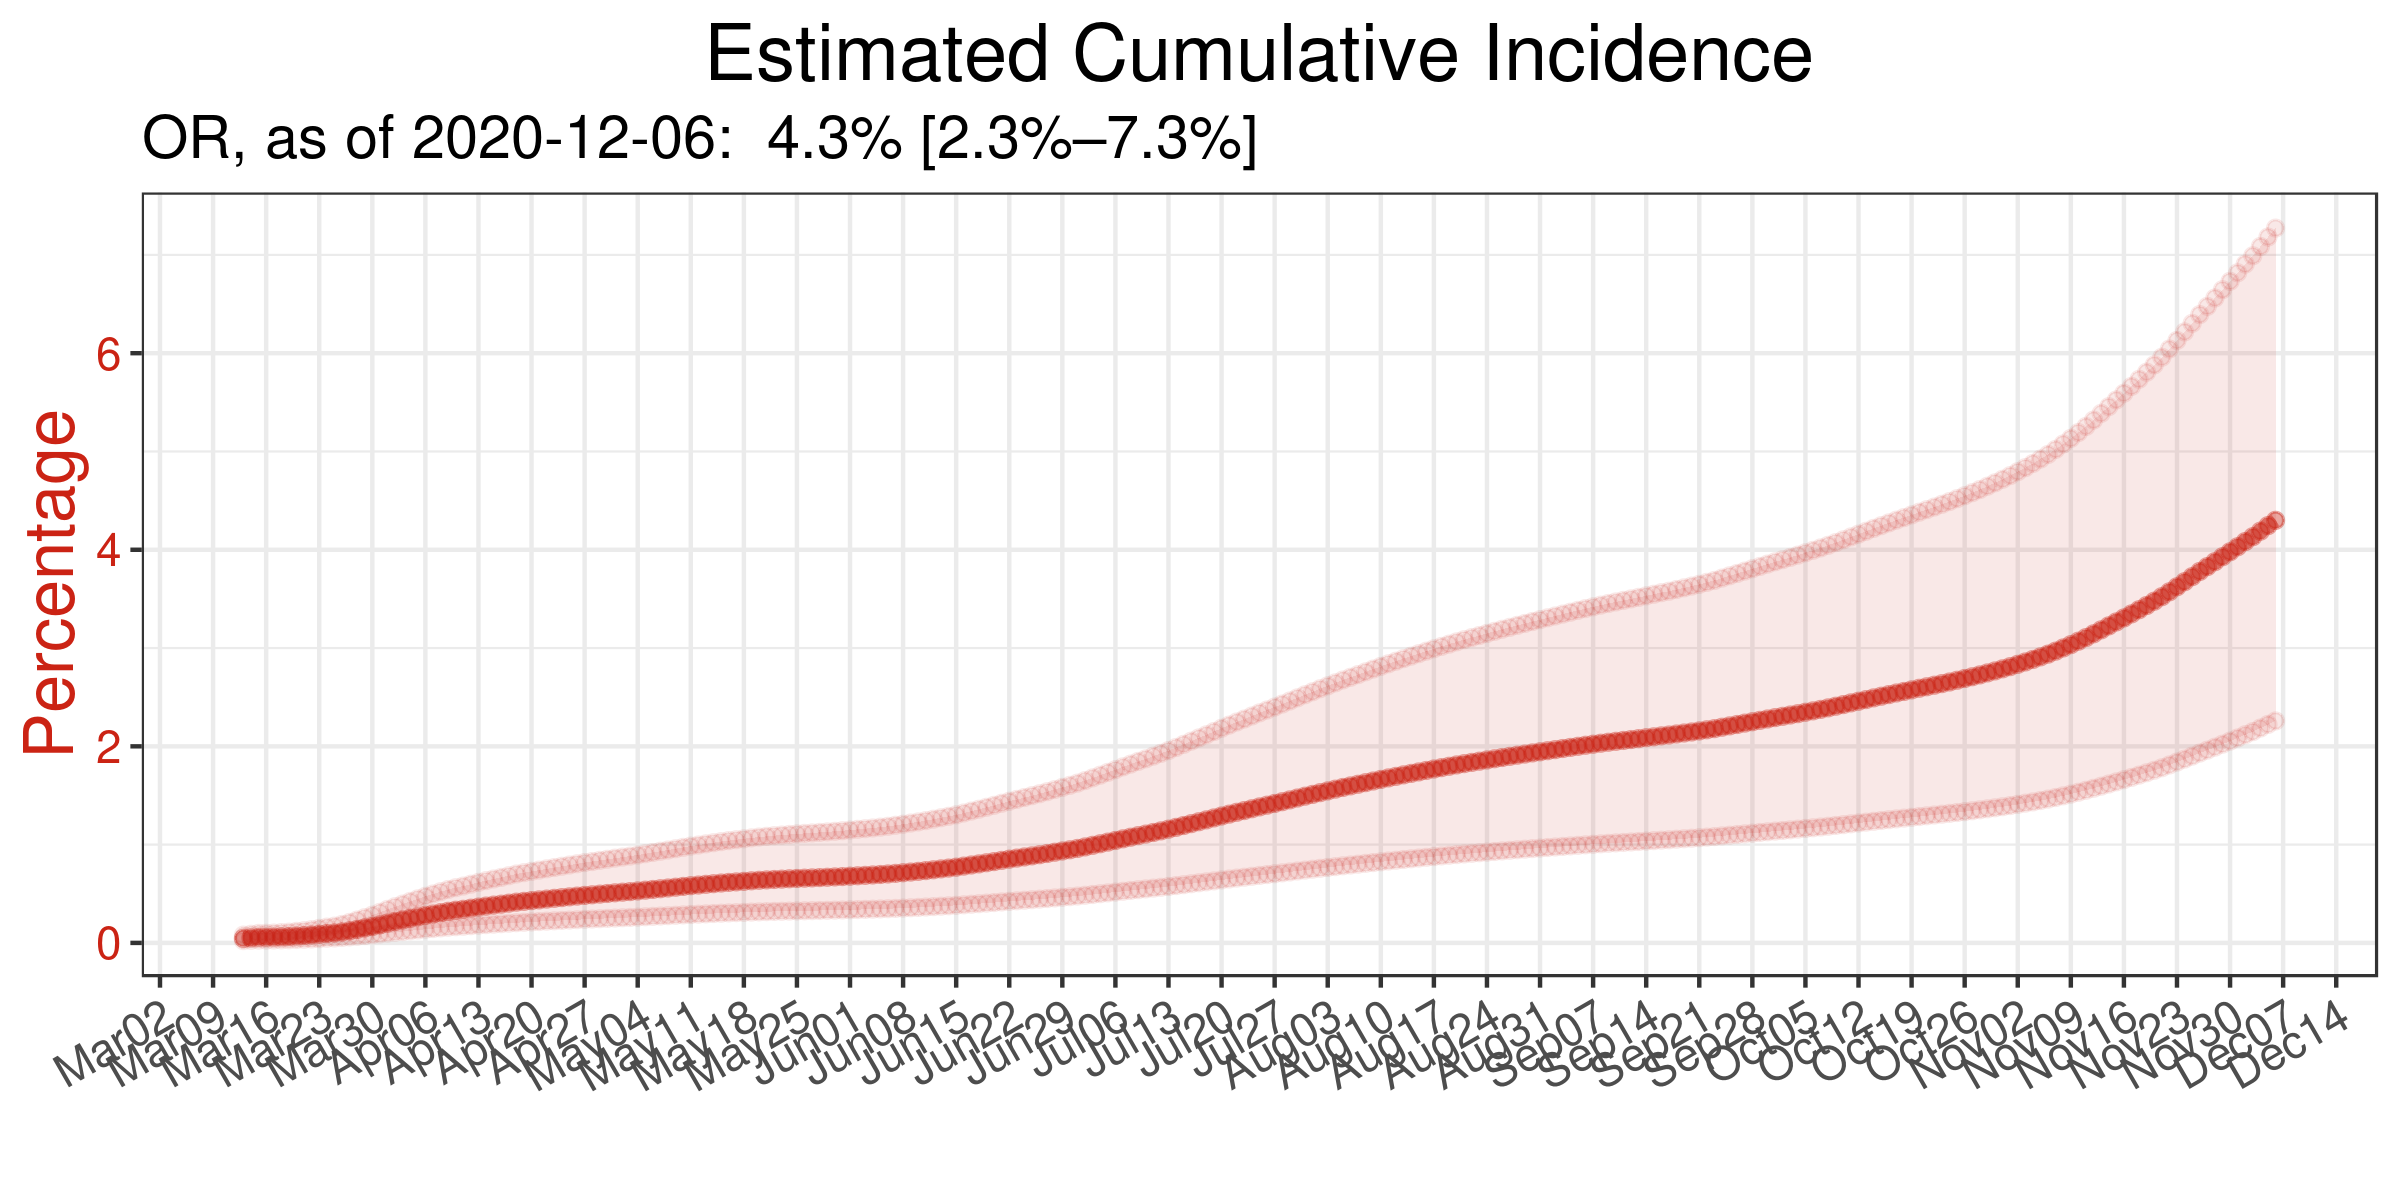 Estimated Cumulative Incidence
OR, as of 2020-12-06:  4.3% [2.3%–7.3%]
Percentage
6
4
2
0
Mar02
Mar09
Mar16
Mar23
Mar30
Apr06
Apr13
Apr20
Apr27
May04
May11
May18
May25
Jun01
Jun08
Jun15
Jun22
Jun29
Jul06
Jul13
Jul20
Jul27
Aug03
Aug10
Aug17
Aug24
Aug31
Sep07
Sep14
Sep21
Sep28
Oct05
Oct12
Oct19
Oct26
Nov02
Nov09
Nov16
Nov23
Nov30
Dec07
Dec14